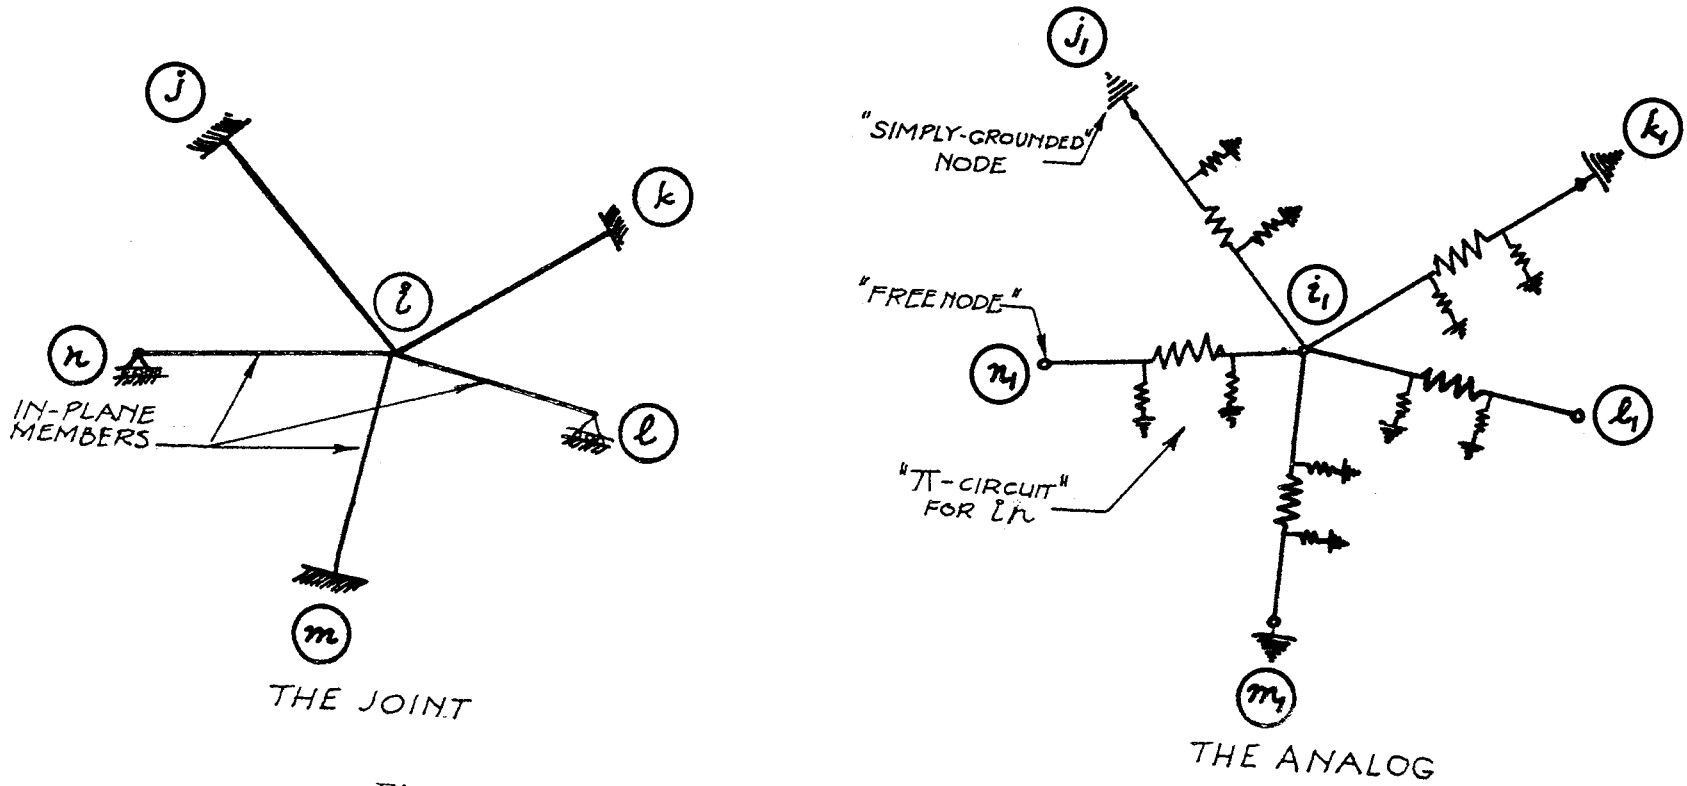 j
k
i
n
IN-PLANE
MEMBERS
l
m
THE JOINT
j₁
"SIMPLY-GROUNDED"
NODE
k₁
i₁
"FREE NODE"
n₁
l₁
"π-CIRCUIT"
FOR in
m₁
THE ANALOG